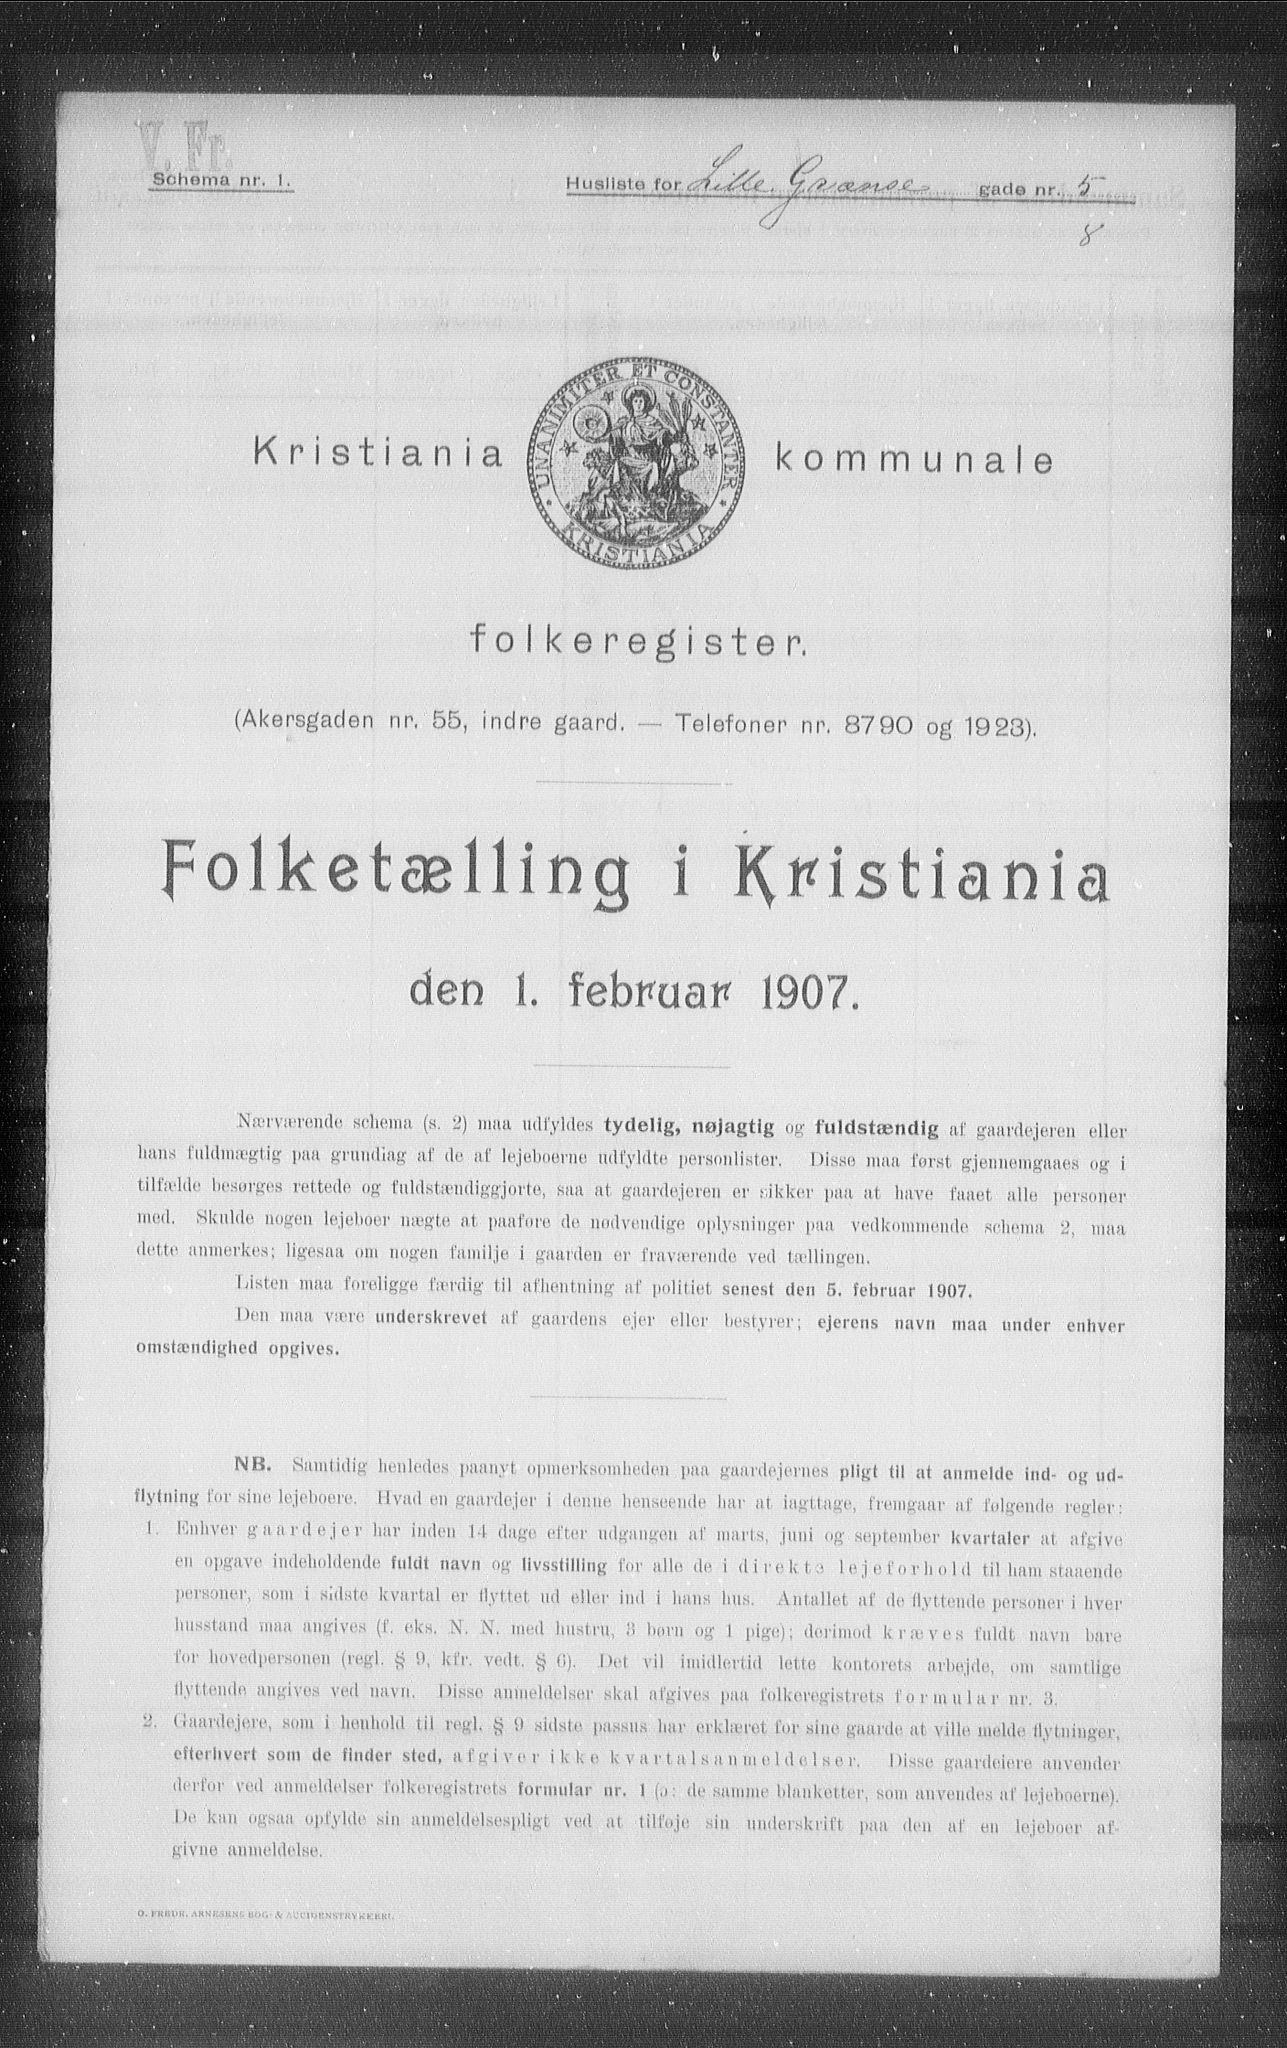 V. Fr.
Schema nr. 1.
Husliste for Lille Grænse gade nr. 5
8
UNANIMITER ET CONSTANTER
KRISTIANIA
Kristiania kommunale
folkeregister.
(Akersgaden nr. 55, indre gaard. — Telefoner nr. 8790 og 1923).
Folketælling i Kristiania
den 1. februar 1907.
Nærværende schema (s. 2) maa udfyldes tydelig, nøjagtig og fuldstændig af gaardejeren eller
hans fuldmægtig paa grundlag af de af lejeboerne udfyldte personlister. Disse maa først gjennemgaaes og i
tilfælde besørges rettede og fuldstændiggjorte, saa at gaardejeren er sikker paa at have faaet alle personer
med. Skulde nogen lejeboer nægte at paaføre de nødvendige oplysninger paa vedkommende schema 2, maa
dette anmerkes; ligesaa om nogen familje i gaarden er fraværende ved tællingen.
Listen maa foreligge færdig til afhentning af politiet senest den 5. februar 1907.
Den maa være underskrevet af gaardens ejer eller bestyrer; ejerens navn maa under enhver
omstændighed opgives.
NB. Samtidig henledes paanyt opmerksomheden paa gaardejernes pligt til at anmelde ind- og ud-
flytning for sine lejeboere. Hvad en gaardejer i denne henseende har at iagttage, fremgaar af følgende regler:
1. Enhver gaardejer har inden 14 dage efter udgangen af marts, juni og september kvartaler at afgive
en opgave indeholdende fuldt navn og livsstilling for alle de i direkte lejeforhold til ham staaende
personer, som i sidste kvartal er flyttet ud eller ind i hans hus. Antallet af de flyttende personer i hver
husstand maa angives (f. eks. N. N. med hustru, 3 børn og 1 pige); derimod kræves fuldt navn bare
for hovedpersonen (regl. § 9, kfr. vedt. § 6). Det vil imidlertid lette kontorets arbejde, om samtlige
flyttende angives ved navn. Disse anmeldelser skal afgives paa folkeregistrets formular nr. 3.
2. Gaardejere, som i henhold til regl. § 9 sidste passus har erklæret for sine gaarde at ville melde flytninger,
efterhvert som de finder sted, afgiver ikke kvartalsanmeldelser. Disse gaardeiere anvender
derfor ved anmeldelser folkeregistrets formular nr. 1 (ɔ: de samme blanketter, som anvendes af lejeboerne).
De kan ogsaa opfylde sin anmeldelsespligt ved at tilføje sin underskrift paa den af en lejeboer af-
givne anmeldelse.
O. FREDR. ARNESENS BOG- & ACCIDENSTRYKKERI.